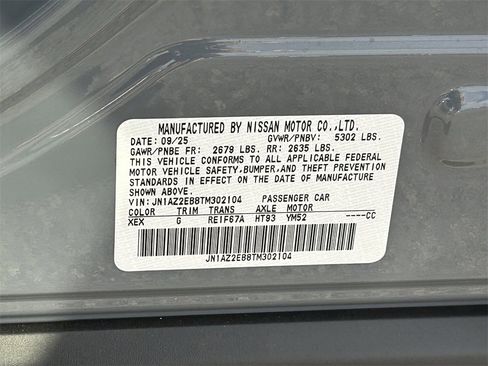 MANUFACTURED BY NISSAN MOTOR CO.,LTD.
DATE: 09/25 GVWR/PNBV: 5302 LBS.
GAWR/PNBE FR: 2679 LBS. RR: 2635 LBS.
THIS VEHICLE CONFORMS TO ALL APPLICABLE FEDERAL
MOTOR VEHICLE SAFETY,BUMPER,AND THEFT PREVENTION
STANDARDS IN EFFECT ON THE DATE OF MANUFACTURE
SHOWN ABOVE.
VIN: JN1AZ2EB8TM302104 PASSENGER CAR
COLOR TRIM TRANS AXLE MOTOR
XEX G RE1F67A HT93 YM52 ----CC
JN1AZ2EB8TM302104